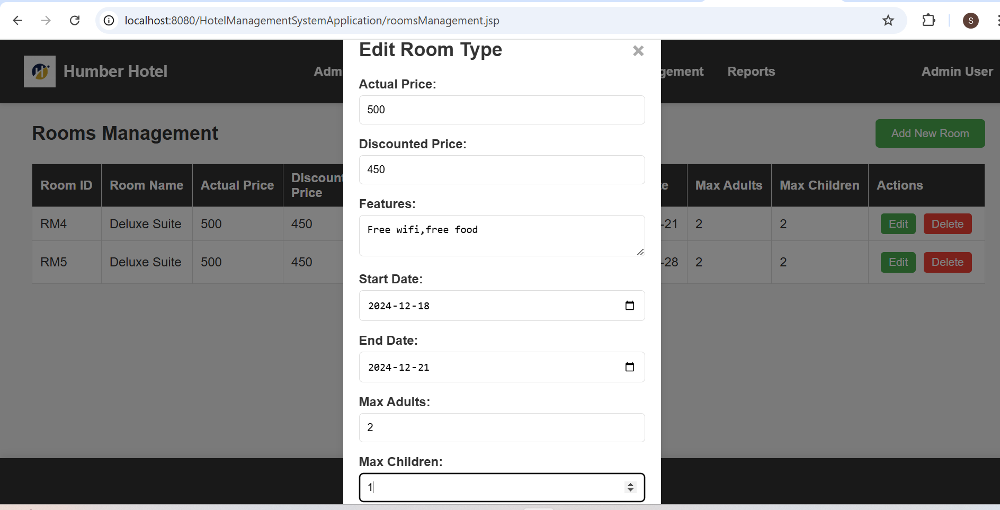 localhost:8080/HotelManagementSystemApplication/roomsManagement.jsp
S
Humber Hotel
Reports
Admin User
Rooms Management
Add New Room
Room ID
Room Name
Actual Price
Price
Max Adults
Max Children
Actions
RM4
Deluxe Suite
500
450
-21
2
2
Edit
Delete
RM5
Deluxe Suite
500
450
-28
2
2
Edit
Delete
Edit Room Type
Actual Price:
500
Discounted Price:
450
Features:
Free wifi,free food
Start Date:
2024-12-18
End Date:
2024-12-21
Max Adults:
2
Max Children:
1